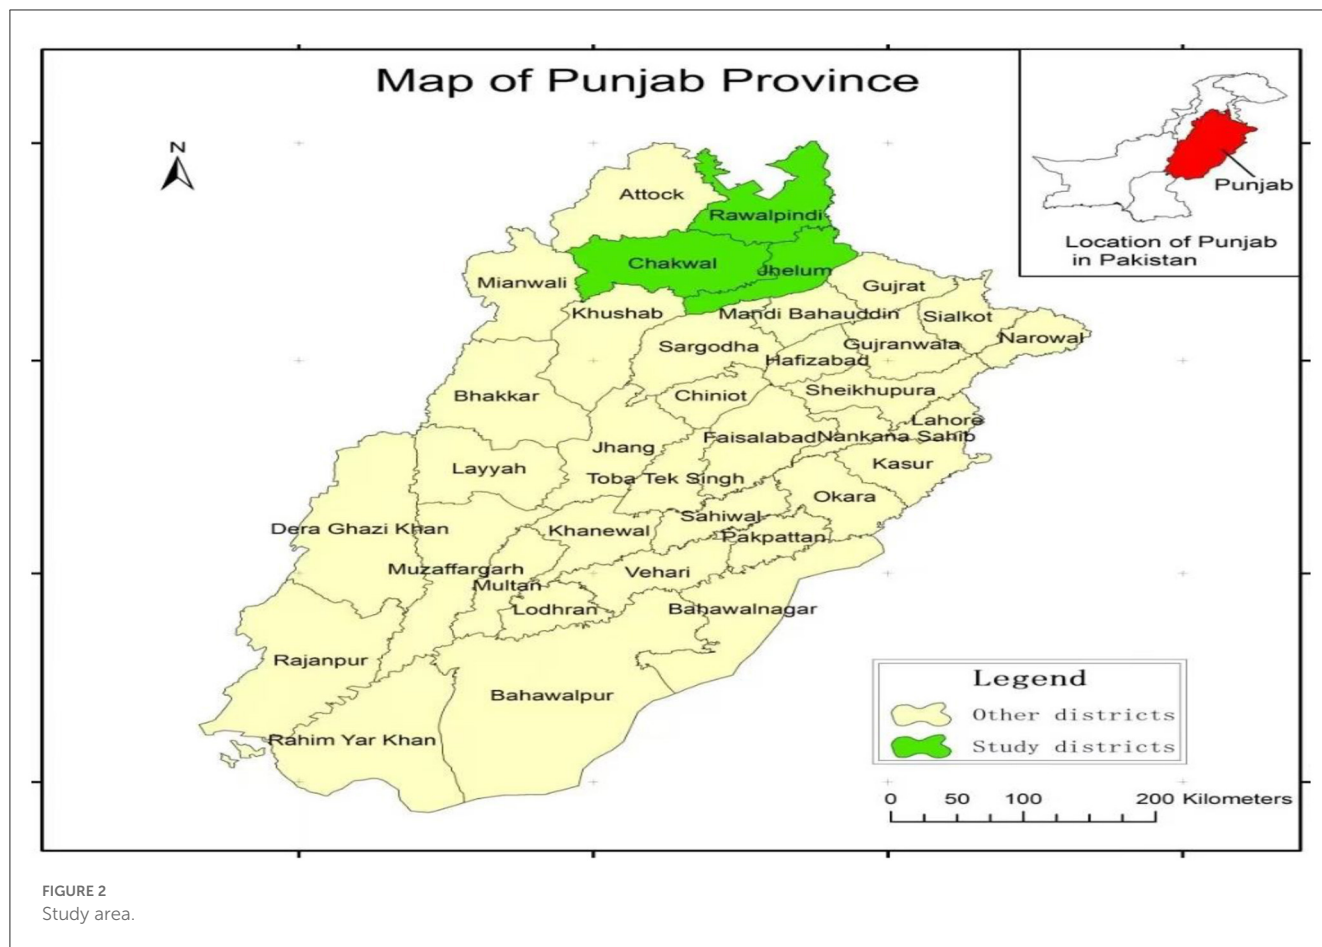 Map of Punjab Province
N
Punjab
Location of Punjab
in Pakistan
Attock
Rawalpindi
Chakwal
Jhelum
Mianwali
Gujrat
Khushab
Mandi Bahauddin
Sialkot
Narowal
Sargodha
Gujranwala
Hafizabad
Bhakkar
Chiniot
Sheikhupura
Lahore
Faisalabad
Nankana Sahib
Jhang
Layyah
Kasur
Toba Tek Singh
Okara
Sahiwal
Dera Ghazi Khan
Khanewal
Pakpattan
Muzaffargarh
Vehari
Multan
Lodhran
Bahawalnagar
Rajanpur
Bahawalpur
Rahim Yar Khan
Legend
Other districts
Study districts
0 50 100 200 Kilometers
FIGURE 2
Study area.